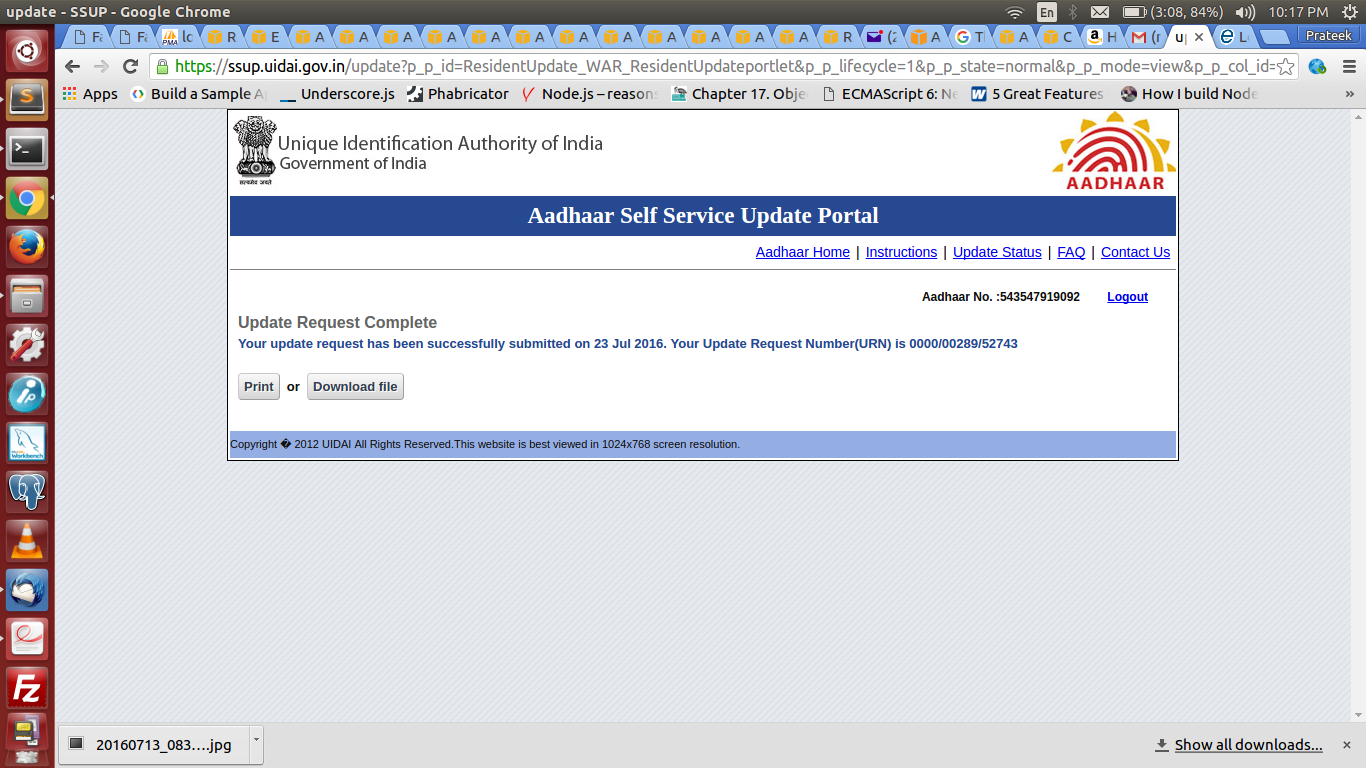 update - SSUP - Google Chrome
En
(3:08, 84%)
10:17 PM
Prateek
https://ssup.uidai.gov.in/update?p_p_id=ResidentUpdate_WAR_ResidentUpdateportlet&p_p_lifecycle=1&p_p_state=normal&p_p_mode=view&p_p_col_id=
Apps
Build a Sample A
Underscore.js
Phabricator
Node.js – reasons
Chapter 17. Obje
ECMAScript 6: Ne
5 Great Features
How I build Node
»
Unique Identification Authority of India
Government of India
सत्यमेव जयते
AADHAAR
Aadhaar Self Service Update Portal
Aadhaar Home | Instructions | Update Status | FAQ | Contact Us
Aadhaar No. :543547919092 Logout
Update Request Complete
Your update request has been successfully submitted on 23 Jul 2016. Your Update Request Number(URN) is 0000/00289/52743
Print or Download file
Copyright � 2012 UIDAI All Rights Reserved.This website is best viewed in 1024x768 screen resolution.
20160713_083....jpg
Show all downloads...